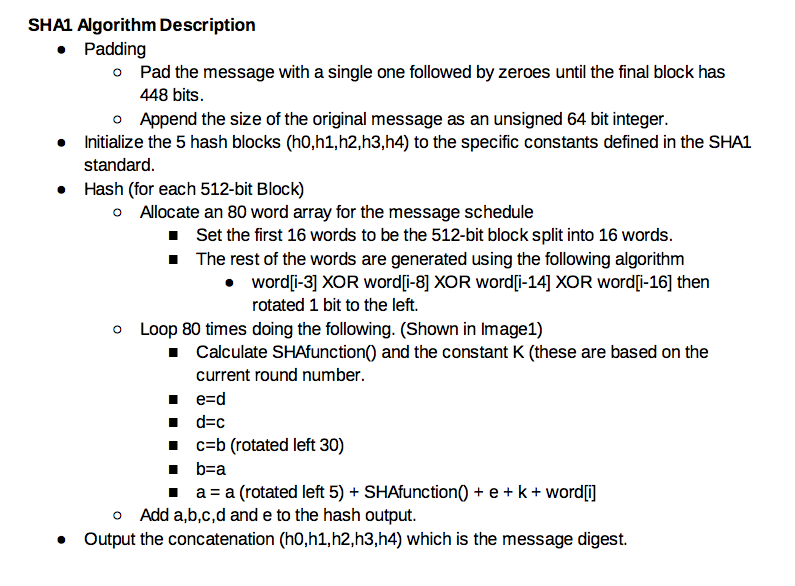 SHA1 Algorithm Description
● Padding
○ Pad the message with a single one followed by zeroes until the final block has
448 bits.
○ Append the size of the original message as an unsigned 64 bit integer.
● Initialize the 5 hash blocks (h0,h1,h2,h3,h4) to the specific constants defined in the SHA1
standard.
● Hash (for each 512-bit Block)
○ Allocate an 80 word array for the message schedule
■ Set the first 16 words to be the 512-bit block split into 16 words.
■ The rest of the words are generated using the following algorithm
● word[i-3] XOR word[i-8] XOR word[i-14] XOR word[i-16] then
rotated 1 bit to the left.
○ Loop 80 times doing the following. (Shown in Image1)
■ Calculate SHAfunction() and the constant K (these are based on the
current round number.
■ e=d
■ d=c
■ c=b (rotated left 30)
■ b=a
■ a = a (rotated left 5) + SHAfunction() + e + k + word[i]
○ Add a,b,c,d and e to the hash output.
● Output the concatenation (h0,h1,h2,h3,h4) which is the message digest.